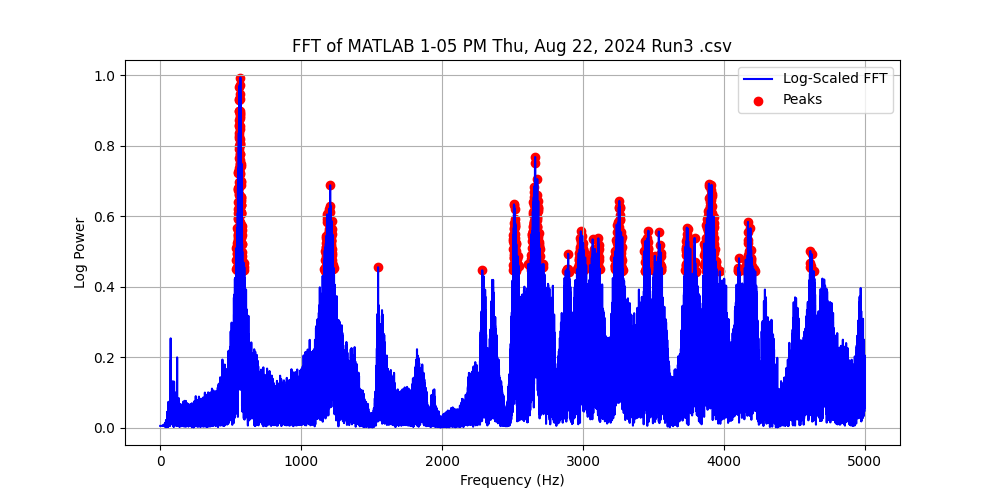 FFT of MATLAB 1-05 PM Thu, Aug 22, 2024 Run3 .csv
Log-Scaled FFT
Peaks
1.0
0.8
0.6
0.4
0.2
0.0
Log Power
0 1000 2000 3000 4000 5000
Frequency (Hz)